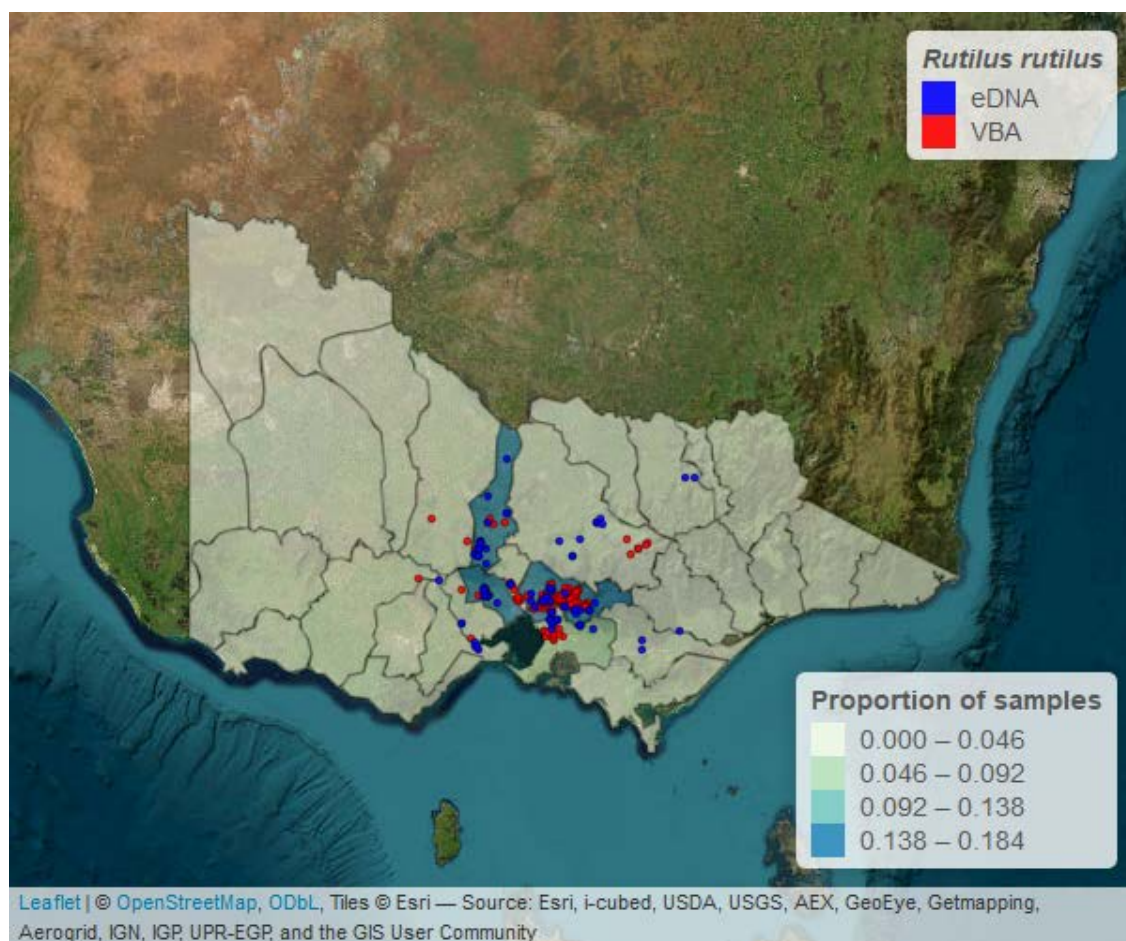 Rutilus rutilus
eDNA
VBA
Proportion of samples
0.000 – 0.046
0.046 – 0.092
0.092 – 0.138
0.138 – 0.184
Leaflet | © OpenStreetMap, ODbL, Tiles © Esri — Source: Esri, i-cubed, USDA, USGS, AEX, GeoEye, Getmapping,
Aerogrid, IGN, IGP, UPR-EGP, and the GIS User Community